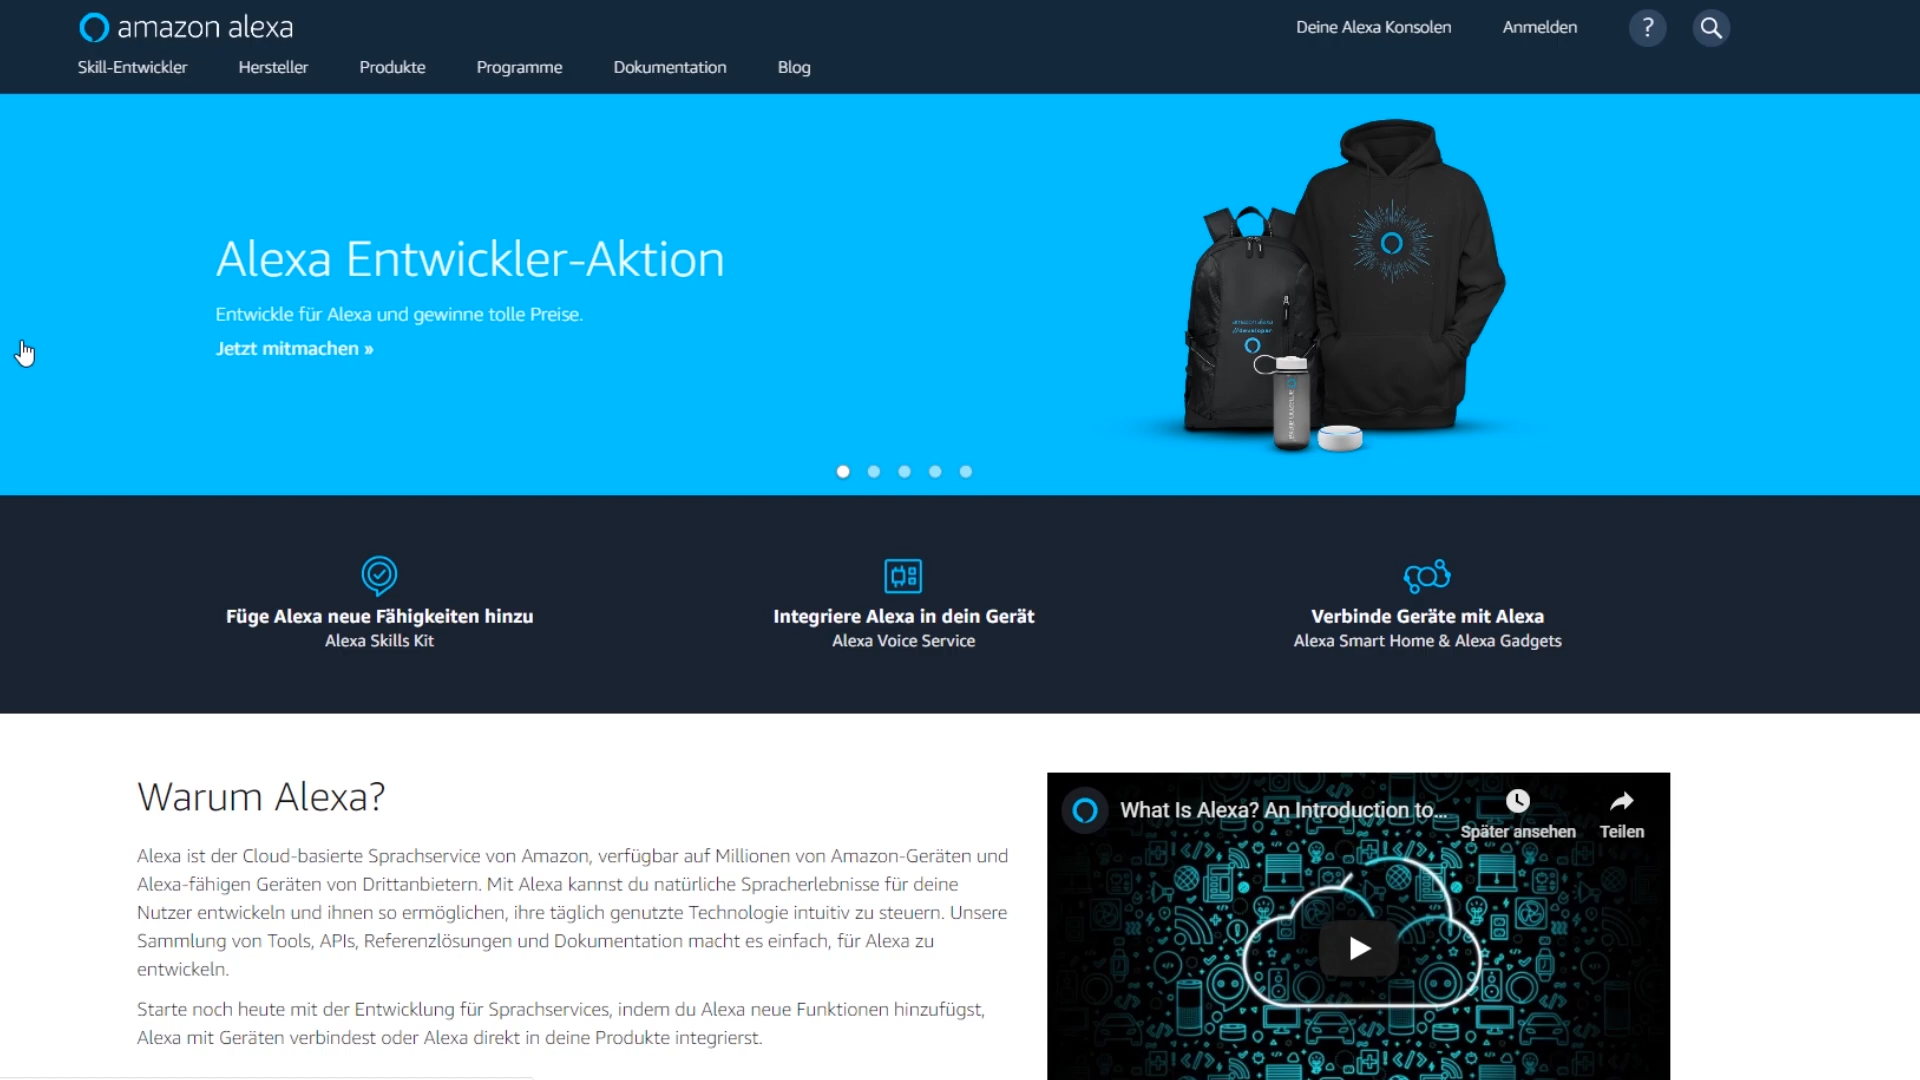 amazon alexa
Deine Alexa Konsolen
Anmelden
?
Skill-Entwickler
Hersteller
Produkte
Programme
Dokumentation
Blog
Alexa Entwickler-Aktion
Entwickle für Alexa und gewinne tolle Preise.
Jetzt mitmachen »
amazon alexa
//developer
Füge Alexa neue Fähigkeiten hinzu
Alexa Skills Kit
Integriere Alexa in dein Gerät
Alexa Voice Service
Verbinde Geräte mit Alexa
Alexa Smart Home & Alexa Gadgets
Warum Alexa?
Alexa ist der Cloud-basierte Sprachservice von Amazon, verfügbar auf Millionen von Amazon-Geräten und
Alexa-fähigen Geräten von Drittanbietern. Mit Alexa kannst du natürliche Spracherlebnisse für deine
Nutzer entwickeln und ihnen so ermöglichen, ihre täglich genutzte Technologie intuitiv zu steuern. Unsere
Sammlung von Tools, APIs, Referenzlösungen und Dokumentation macht es einfach, für Alexa zu
entwickeln.
Starte noch heute mit der Entwicklung für Sprachservices, indem du Alexa neue Funktionen hinzufügst,
Alexa mit Geräten verbindest oder Alexa direkt in deine Produkte integrierst.
What Is Alexa? An Introduction to...
Später ansehen
Teilen